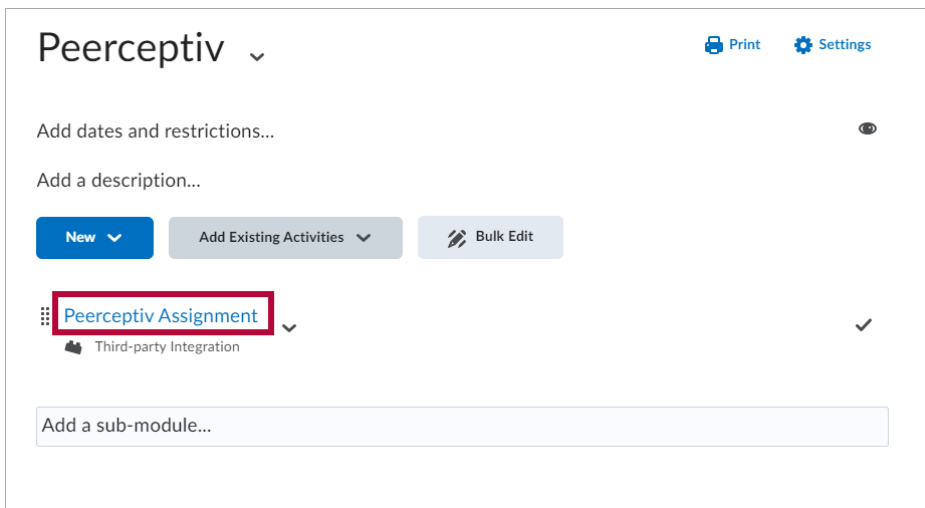 Peerceptiv
Print Settings
Add dates and restrictions...
Add a description...
New Add Existing Activities Bulk Edit
Peerceptiv Assignment
Third-party Integration
Add a sub-module...